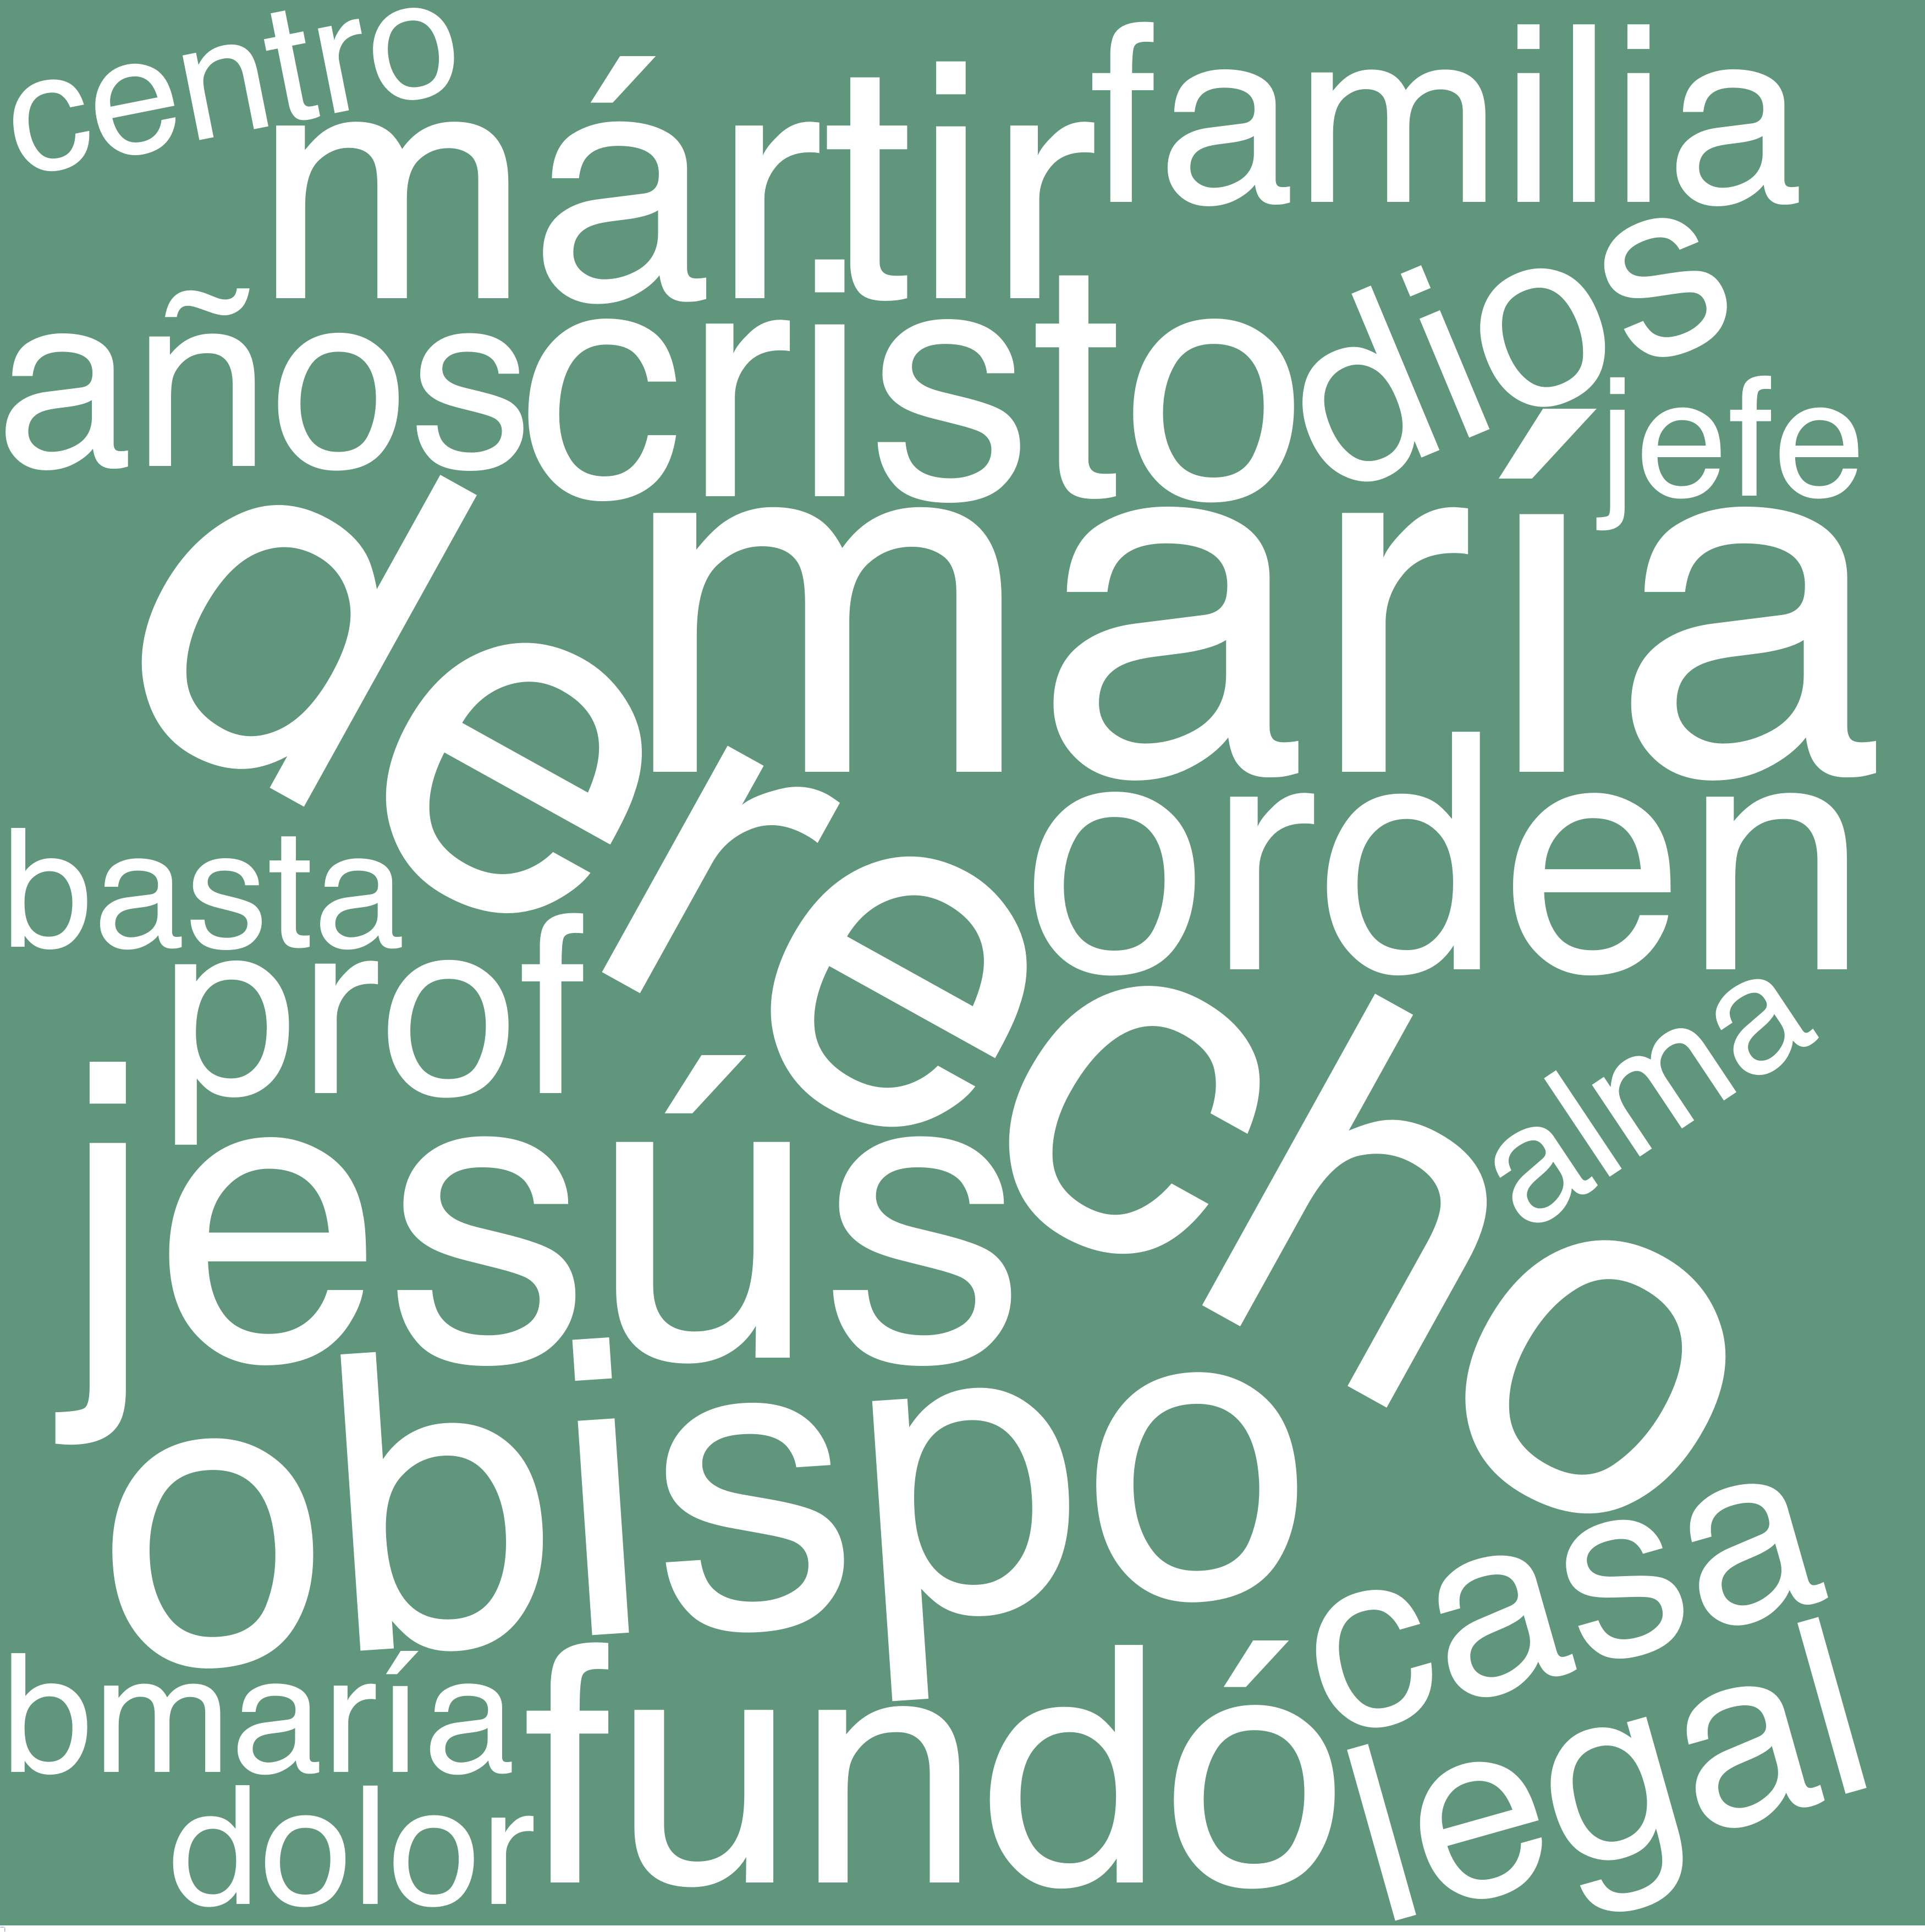 centro
mártir
familia
años
cristo
dios
jefe
derecho
maría
orden
basta
prof
alma
jesús
obispo
casa
bmaría
fundó
legal
dolor